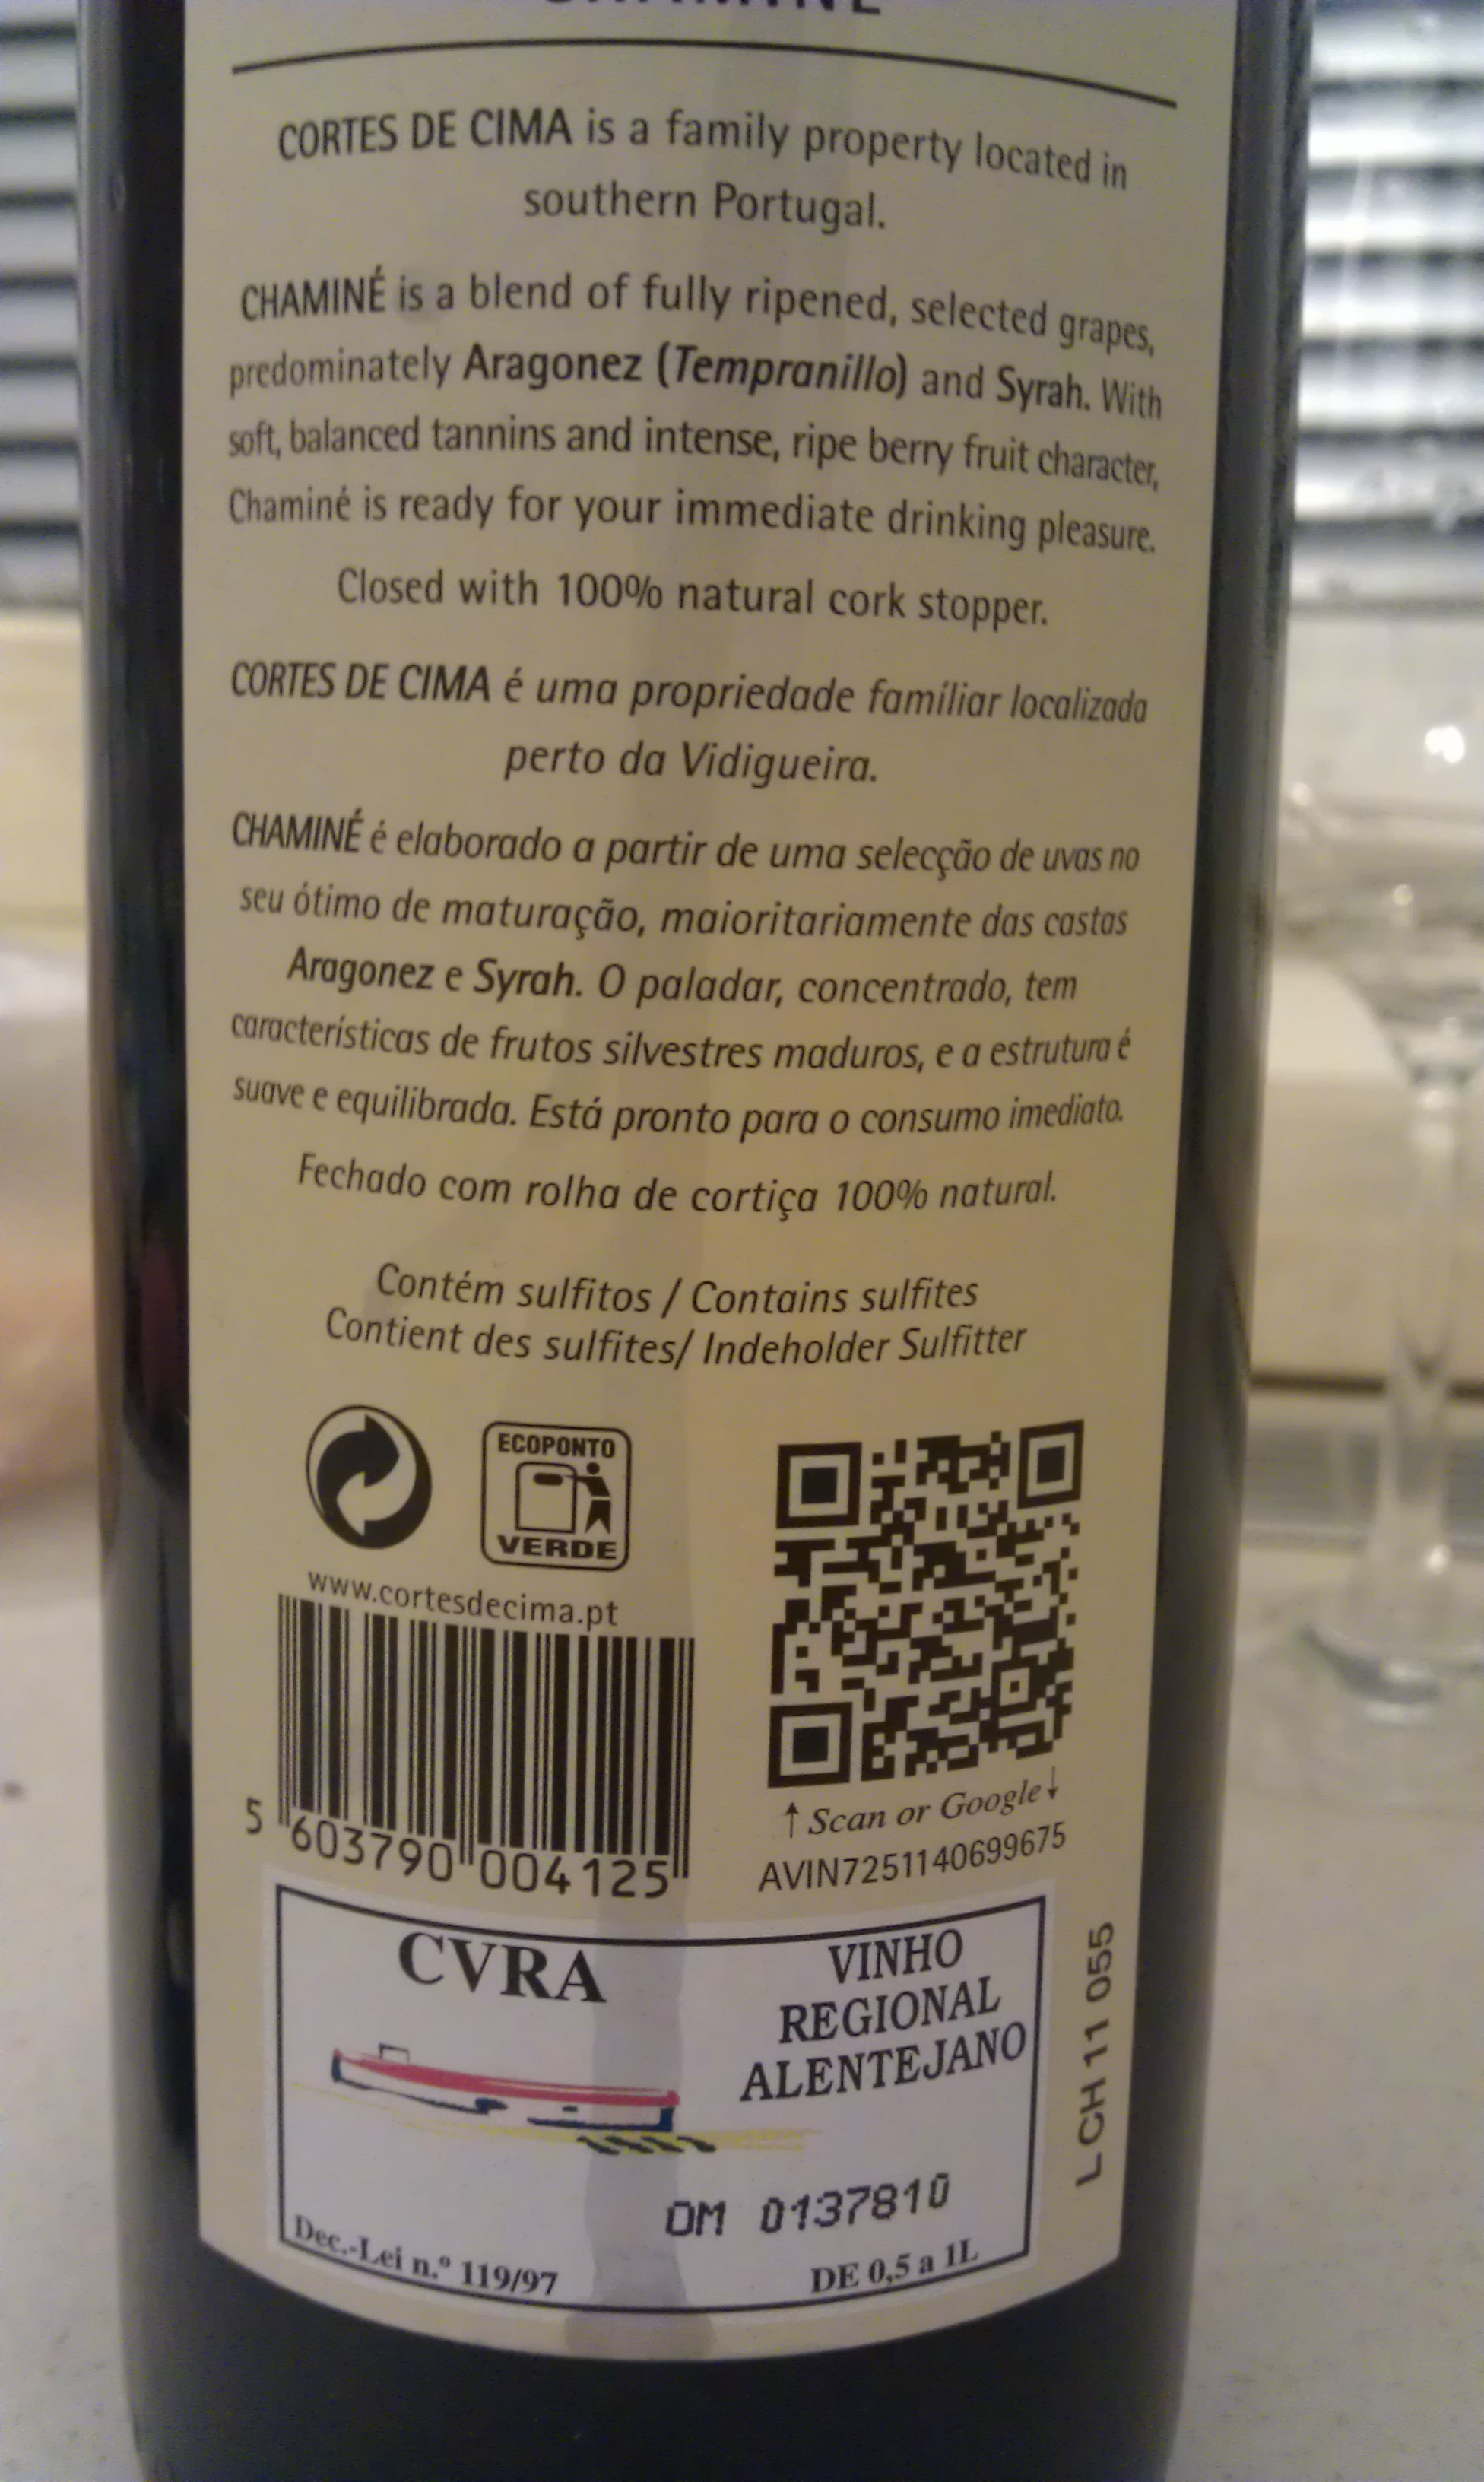 CHAMINÉ
CORTES DE CIMA is a family property located in
southern Portugal.
CHAMINÉ is a blend of fully ripened, selected grapes,
predominately Aragonez (Tempranillo) and Syrah. With
soft, balanced tannins and intense, ripe berry fruit character,
Chaminé is ready for your immediate drinking pleasure.
Closed with 100% natural cork stopper.
CORTES DE CIMA é uma propriedade famíliar localizada
perto da Vidigueira.
CHAMINÉ é elaborado a partir de uma selecção de uvas no
seu ótimo de maturação, maioritariamente das castas
Aragonez e Syrah. O paladar, concentrado, tem
características de frutos silvestres maduros, e a estrutura é
suave e equilibrada. Está pronto para o consumo imediato.
Fechado com rolha de cortiça 100% natural.
Contém sulfitos / Contains sulfites
Contient des sulfites/ Indeholder Sulfitter
ECOPONTO
VERDE
www.cortesdecima.pt
5 603790 004125
↑ Scan or Google ↓
AVIN7251140699675
CVRA
VINHO
REGIONAL
ALENTEJANO
OM 0137810
Dec.-Lei n.º 119/97
DE 0,5 a 1L
L CH 11 055